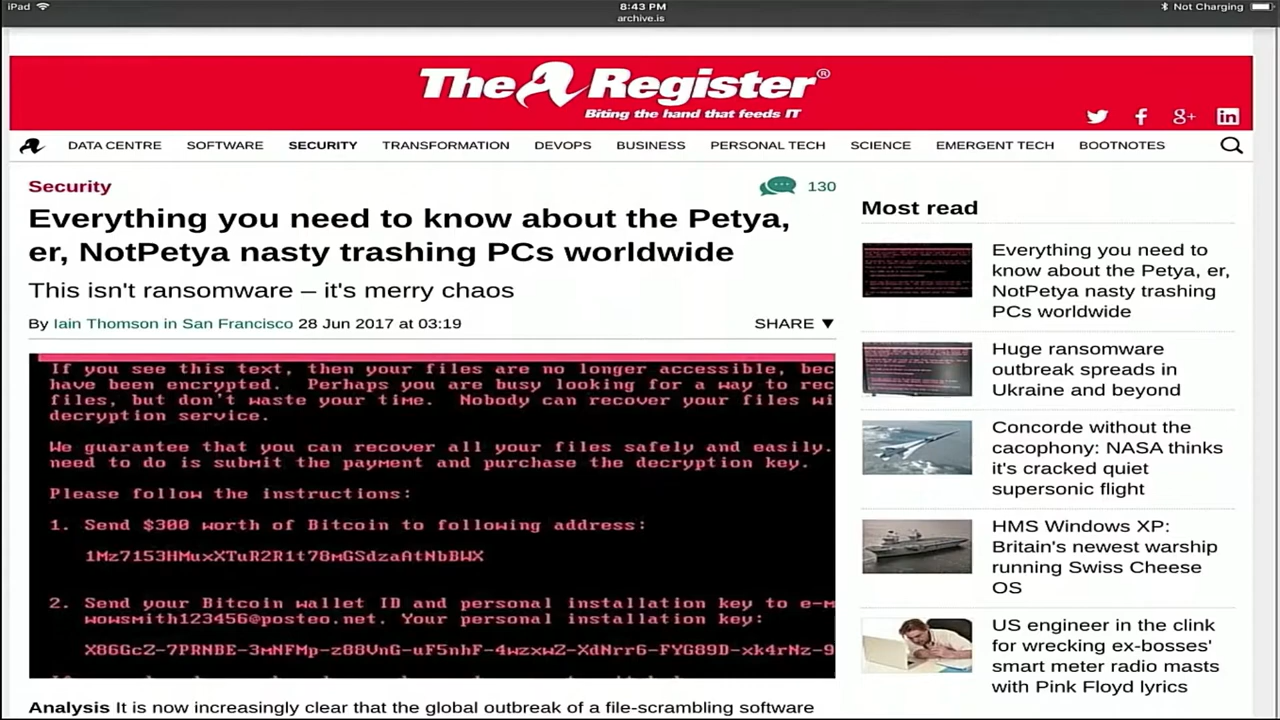 iPad
8:43 PM
archive.is
Not Charging
The Register®
Biting the hand that feeds IT
DATA CENTRE SOFTWARE SECURITY TRANSFORMATION DEVOPS BUSINESS PERSONAL TECH SCIENCE EMERGENT TECH BOOTNOTES
Security
130
Everything you need to know about the Petya,
er, NotPetya nasty trashing PCs worldwide
This isn't ransomware – it's merry chaos
By Iain Thomson in San Francisco 28 Jun 2017 at 03:19
SHARE ▼
If you see this text, then your files are no longer accessible, bec
have been encrypted. Perhaps you are busy looking for a way to rec
files, but don't waste your time. Nobody can recover your files wi
decryption service.
We guarantee that you can recover all your files safely and easily.
need to do is submit the payment and purchase the decryption key.
Please follow the instructions:
1. Send $300 worth of Bitcoin to following address:
1Mz7153HMuxXTuR2R1t78mGSdzaAtNbBWX
2. Send your Bitcoin wallet ID and personal installation key to e-m
wowsmith123456@posteo.net. Your personal installation key:
X86GcZ-7PRNBE-3mNFMp-z88VnG-uF5nhF-4wzxwZ-XdNrr6-FYG89D-xk4rNz-9
Analysis It is now increasingly clear that the global outbreak of a file-scrambling software
Most read
Everything you need to
know about the Petya, er,
NotPetya nasty trashing
PCs worldwide
Huge ransomware
outbreak spreads in
Ukraine and beyond
Concorde without the
cacophony: NASA thinks
it's cracked quiet
supersonic flight
HMS Windows XP:
Britain's newest warship
running Swiss Cheese
OS
US engineer in the clink
for wrecking ex-bosses'
smart meter radio masts
with Pink Floyd lyrics